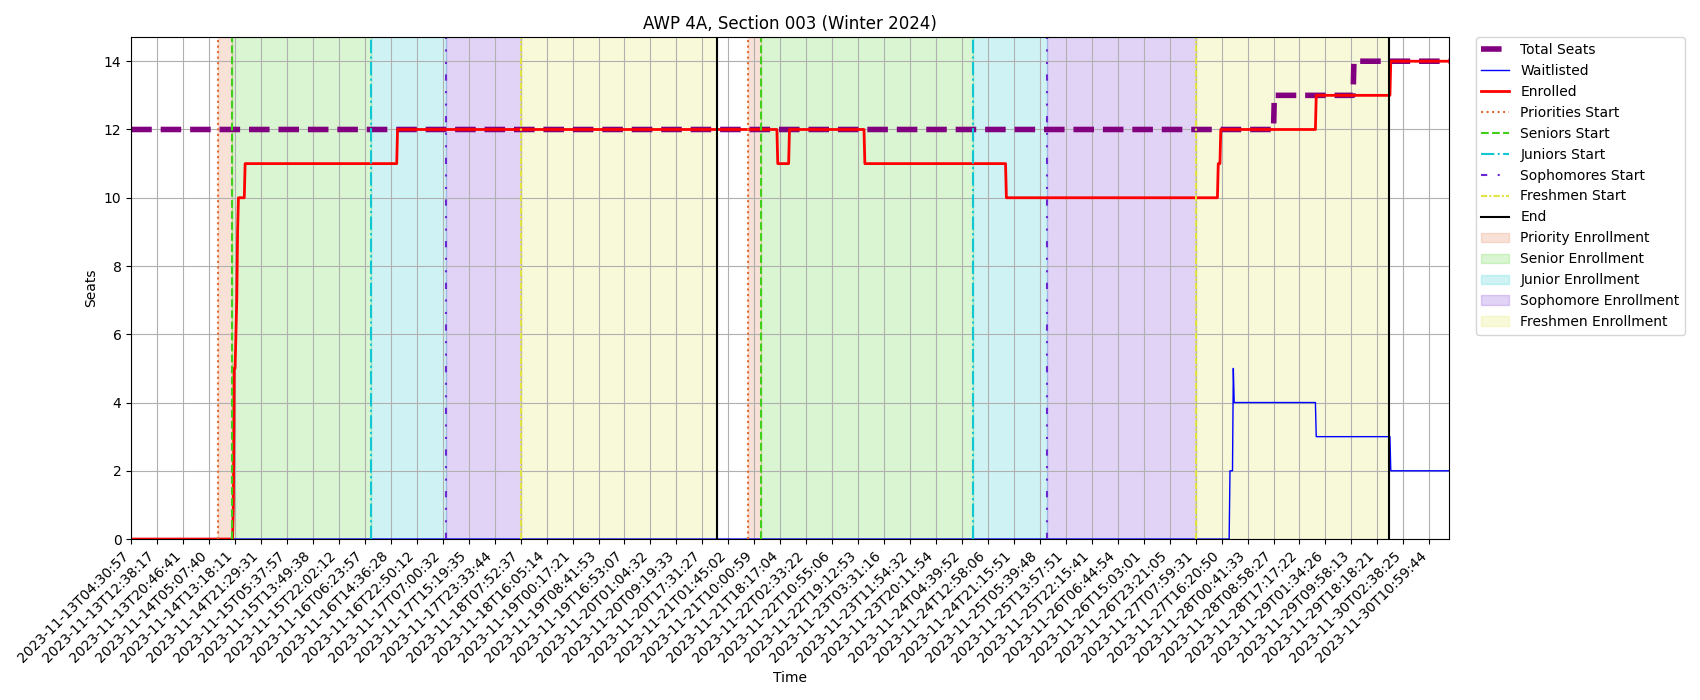 AWP 4A, Section 003 (Winter 2024)
Seats
14
12
10
8
6
4
2
0
Total Seats
Waitlisted
Enrolled
Priorities Start
Seniors Start
Juniors Start
Sophomores Start
Freshmen Start
End
Priority Enrollment
Senior Enrollment
Junior Enrollment
Sophomore Enrollment
Freshmen Enrollment
2023-11-13T04:30:57
2023-11-13T12:38:17
2023-11-13T20:46:41
2023-11-14T05:07:40
2023-11-14T13:18:11
2023-11-14T21:29:31
2023-11-15T05:37:57
2023-11-15T13:49:38
2023-11-15T22:02:12
2023-11-16T06:23:57
2023-11-16T14:36:28
2023-11-16T22:50:12
2023-11-17T07:00:32
2023-11-17T15:19:35
2023-11-17T23:33:44
2023-11-18T07:52:37
2023-11-18T16:05:14
2023-11-19T00:17:21
2023-11-19T08:41:53
2023-11-19T16:53:07
2023-11-20T01:04:32
2023-11-20T09:19:33
2023-11-20T17:31:27
2023-11-21T01:45:02
2023-11-21T10:00:59
2023-11-21T18:17:04
2023-11-22T02:33:22
2023-11-22T10:55:06
2023-11-22T19:12:53
2023-11-23T03:31:16
2023-11-23T11:54:32
2023-11-23T20:11:54
2023-11-24T04:39:52
2023-11-24T12:58:06
2023-11-24T21:15:51
2023-11-25T05:39:48
2023-11-25T13:57:51
2023-11-25T22:15:41
2023-11-26T06:44:54
2023-11-26T15:03:01
2023-11-26T23:21:05
2023-11-27T07:59:31
2023-11-27T16:20:50
2023-11-28T00:41:33
2023-11-28T08:58:27
2023-11-28T17:17:22
2023-11-29T01:34:26
2023-11-29T09:58:13
2023-11-29T18:18:21
2023-11-30T02:38:25
2023-11-30T10:59:44
Time